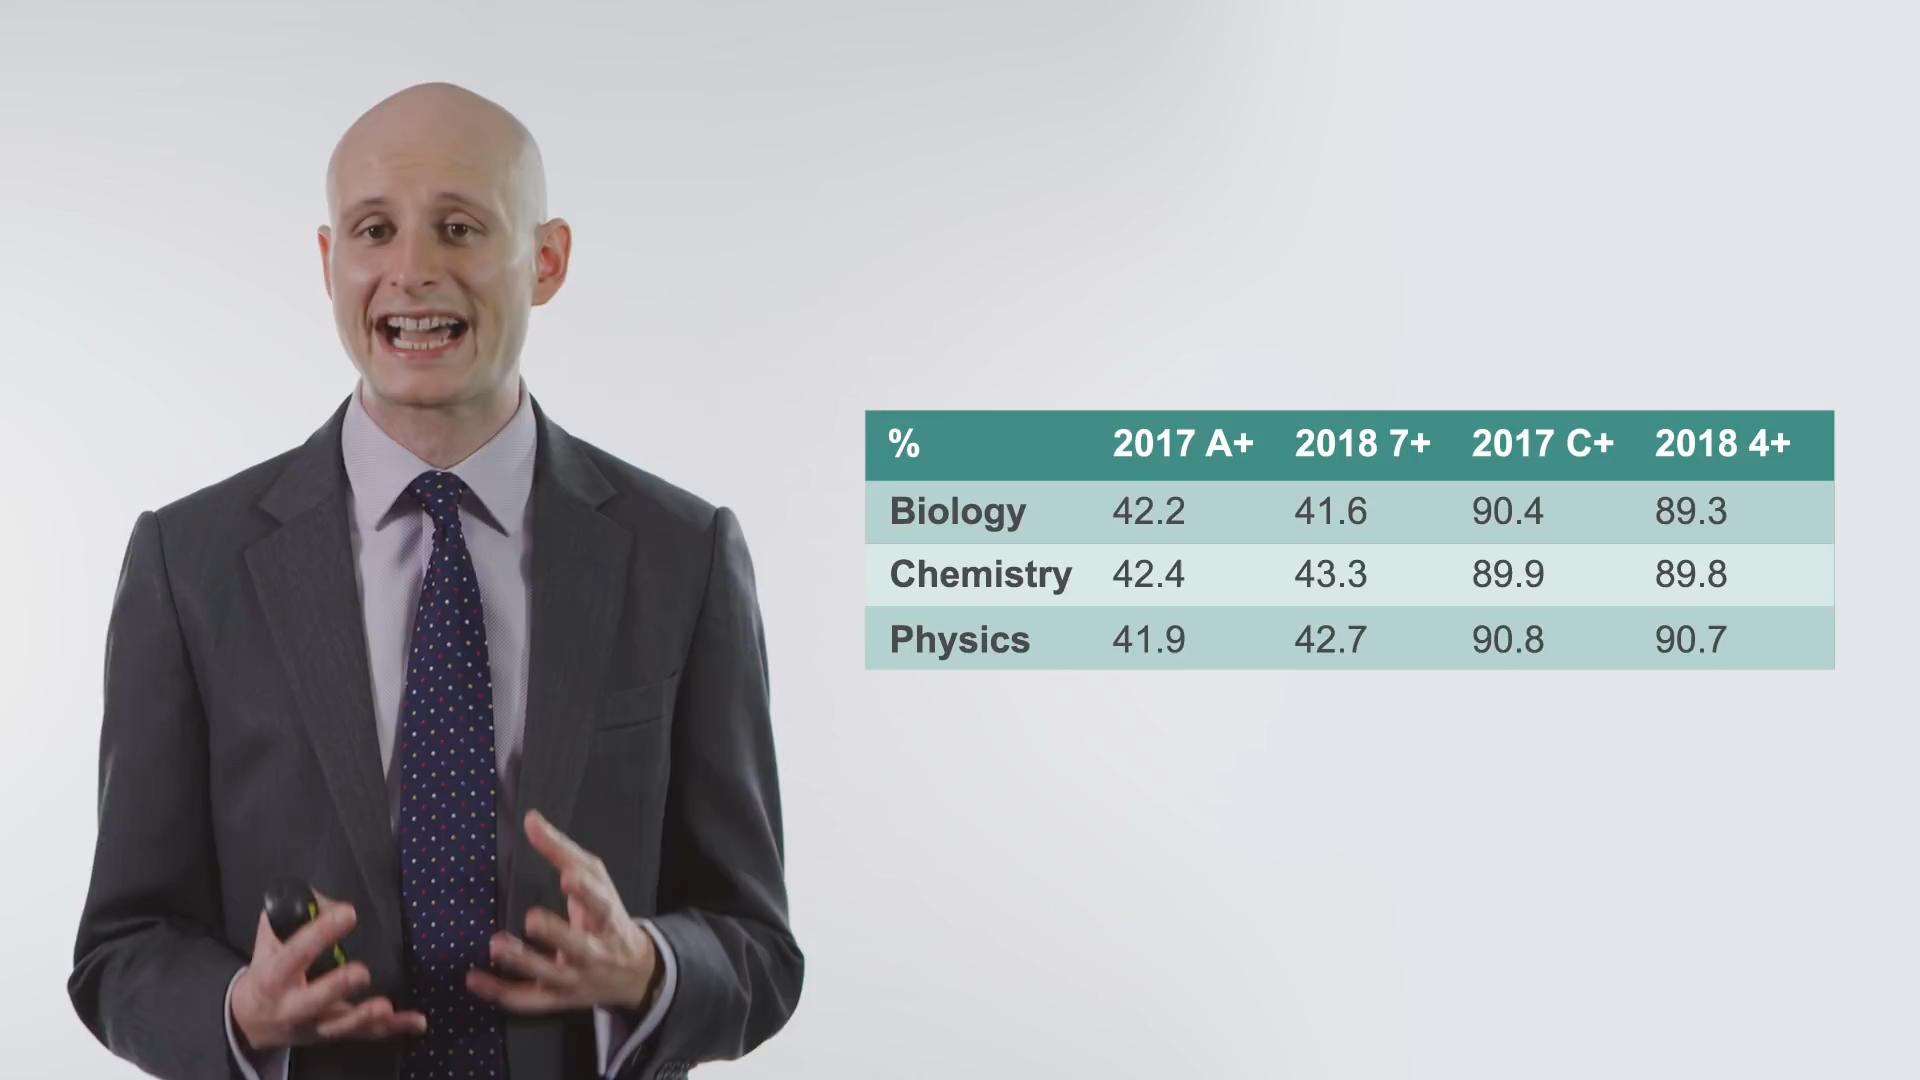 % 2017 A+ 2018 7+ 2017 C+ 2018 4+
Biology 42.2 41.6 90.4 89.3
Chemistry 42.4 43.3 89.9 89.8
Physics 41.9 42.7 90.8 90.7